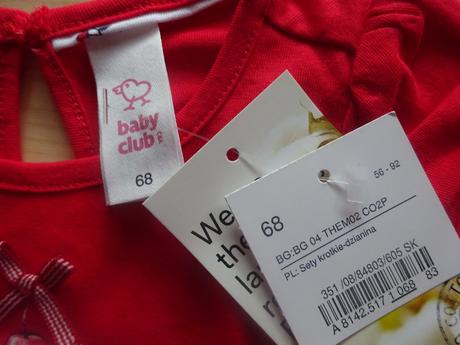 68
baby
club
68
We
the
la
68
56 - 92
BG:BG 04 THEM02 CO2P
PL: Sety krotkie-dzianina
351 /08/84803/605 SK
A 8142.517 1 068 83